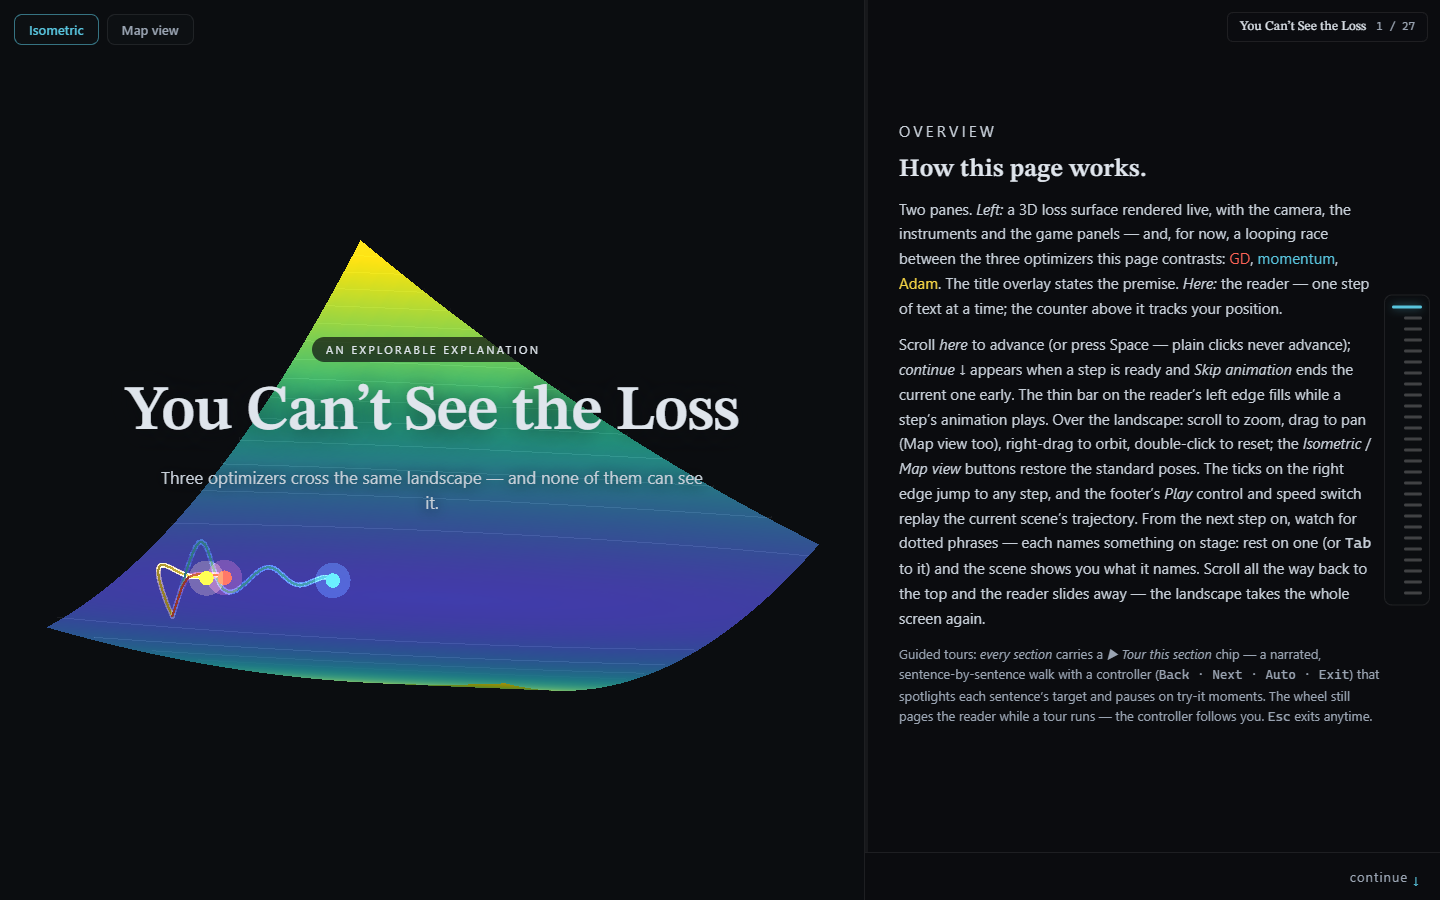 Isometric
Map view
You Can’t See the Loss 1 / 27
AN EXPLORABLE EXPLANATION
You Can’t See the Loss
Three optimizers cross the same landscape — and none of them can see
it.
OVERVIEW
How this page works.
Two panes. Left: a 3D loss surface rendered live, with the camera, the
instruments and the game panels — and, for now, a looping race
between the three optimizers this page contrasts: GD, momentum,
Adam. The title overlay states the premise. Here: the reader — one step
of text at a time; the counter above it tracks your position.
Scroll here to advance (or press Space — plain clicks never advance);
continue ↓ appears when a step is ready and Skip animation ends the
current one early. The thin bar on the reader’s left edge fills while a
step’s animation plays. Over the landscape: scroll to zoom, drag to pan
(Map view too), right-drag to orbit, double-click to reset; the Isometric /
Map view buttons restore the standard poses. The ticks on the right
edge jump to any step, and the footer’s Play control and speed switch
replay the current scene’s trajectory. From the next step on, watch for
dotted phrases — each names something on stage: rest on one (or Tab
to it) and the scene shows you what it names. Scroll all the way back to
the top and the reader slides away — the landscape takes the whole
screen again.
Guided tours: every section carries a ▶ Tour this section chip — a narrated,
sentence-by-sentence walk with a controller (Back · Next · Auto · Exit) that
spotlights each sentence’s target and pauses on try-it moments. The wheel still
pages the reader while a tour runs — the controller follows you. Esc exits anytime.
continue ↓